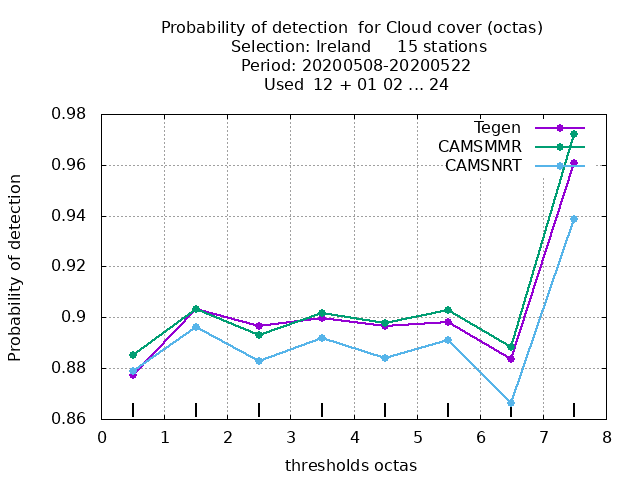 Probability of detection  for Cloud cover (octas)
Selection: Ireland     15 stations
Period: 20200508-20200522
Used  12 + 01 02 ... 24
Tegen
CAMSMMR
CAMSNRT
0.98
0.96
0.94
0.92
0.9
0.88
0.86
Probability of detection
0 1 2 3 4 5 6 7 8
thresholds octas